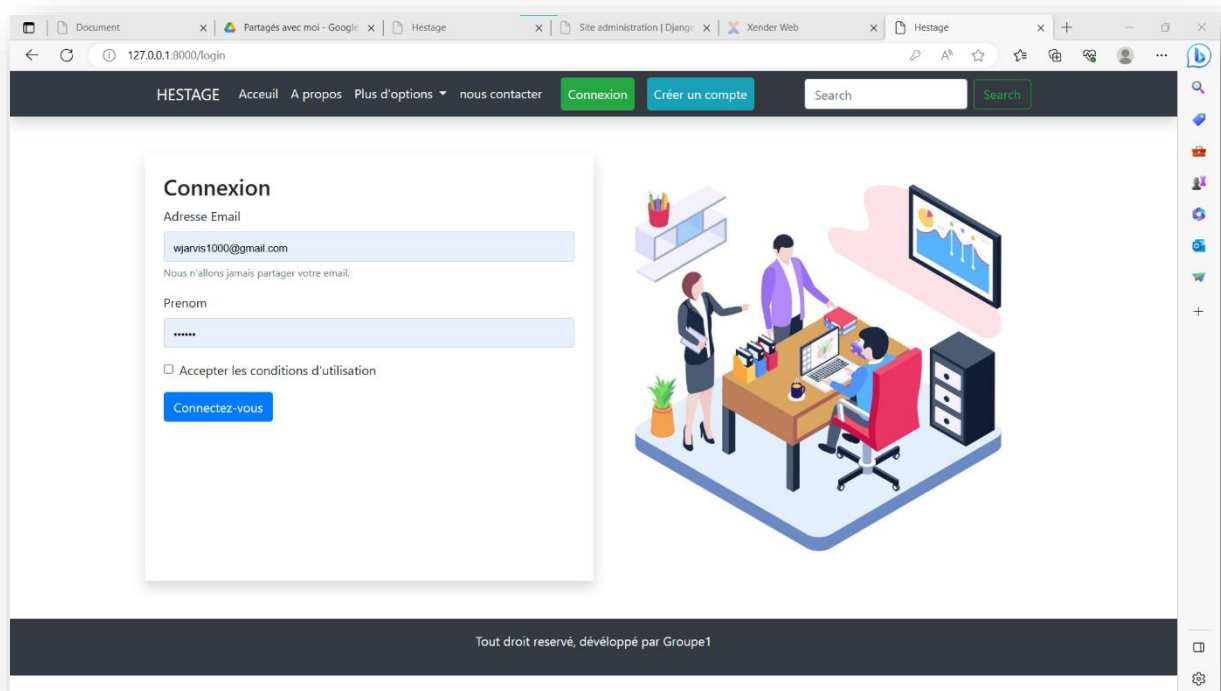 Document
Partagés avec moi - Google
Hestage
Site administration | Django
Xender Web
Hestage
127.0.0.1:8000/login
HESTAGE Acceuil A propos Plus d'options nous contacter Connexion Créer un compte Search Search
Connexion
Adresse Email
wjarvis1000@gmail.com
Nous n'allons jamais partager votre email.
Prenom
••••••
Accepter les conditions d'utilisation
Connectez-vous
Tout droit reservé, dévéloppé par Groupe1